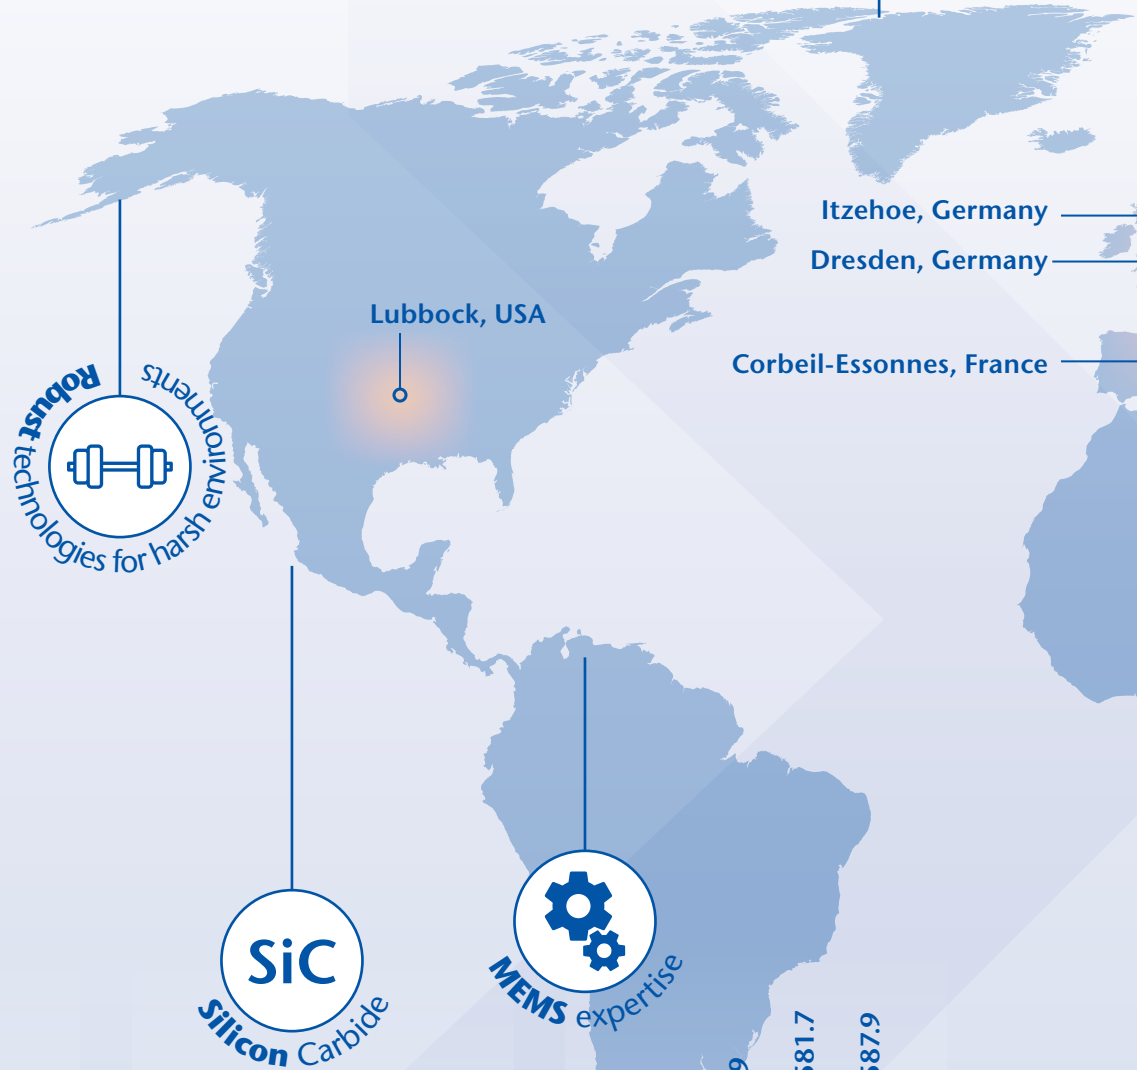 Itzehoe, Germany
Dresden, Germany
Lubbock, USA
Corbeil-Essonnes, France
Robust technologies for harsh environments
SiC
Silicon Carbide
MEMS expertise
581.7
587.9